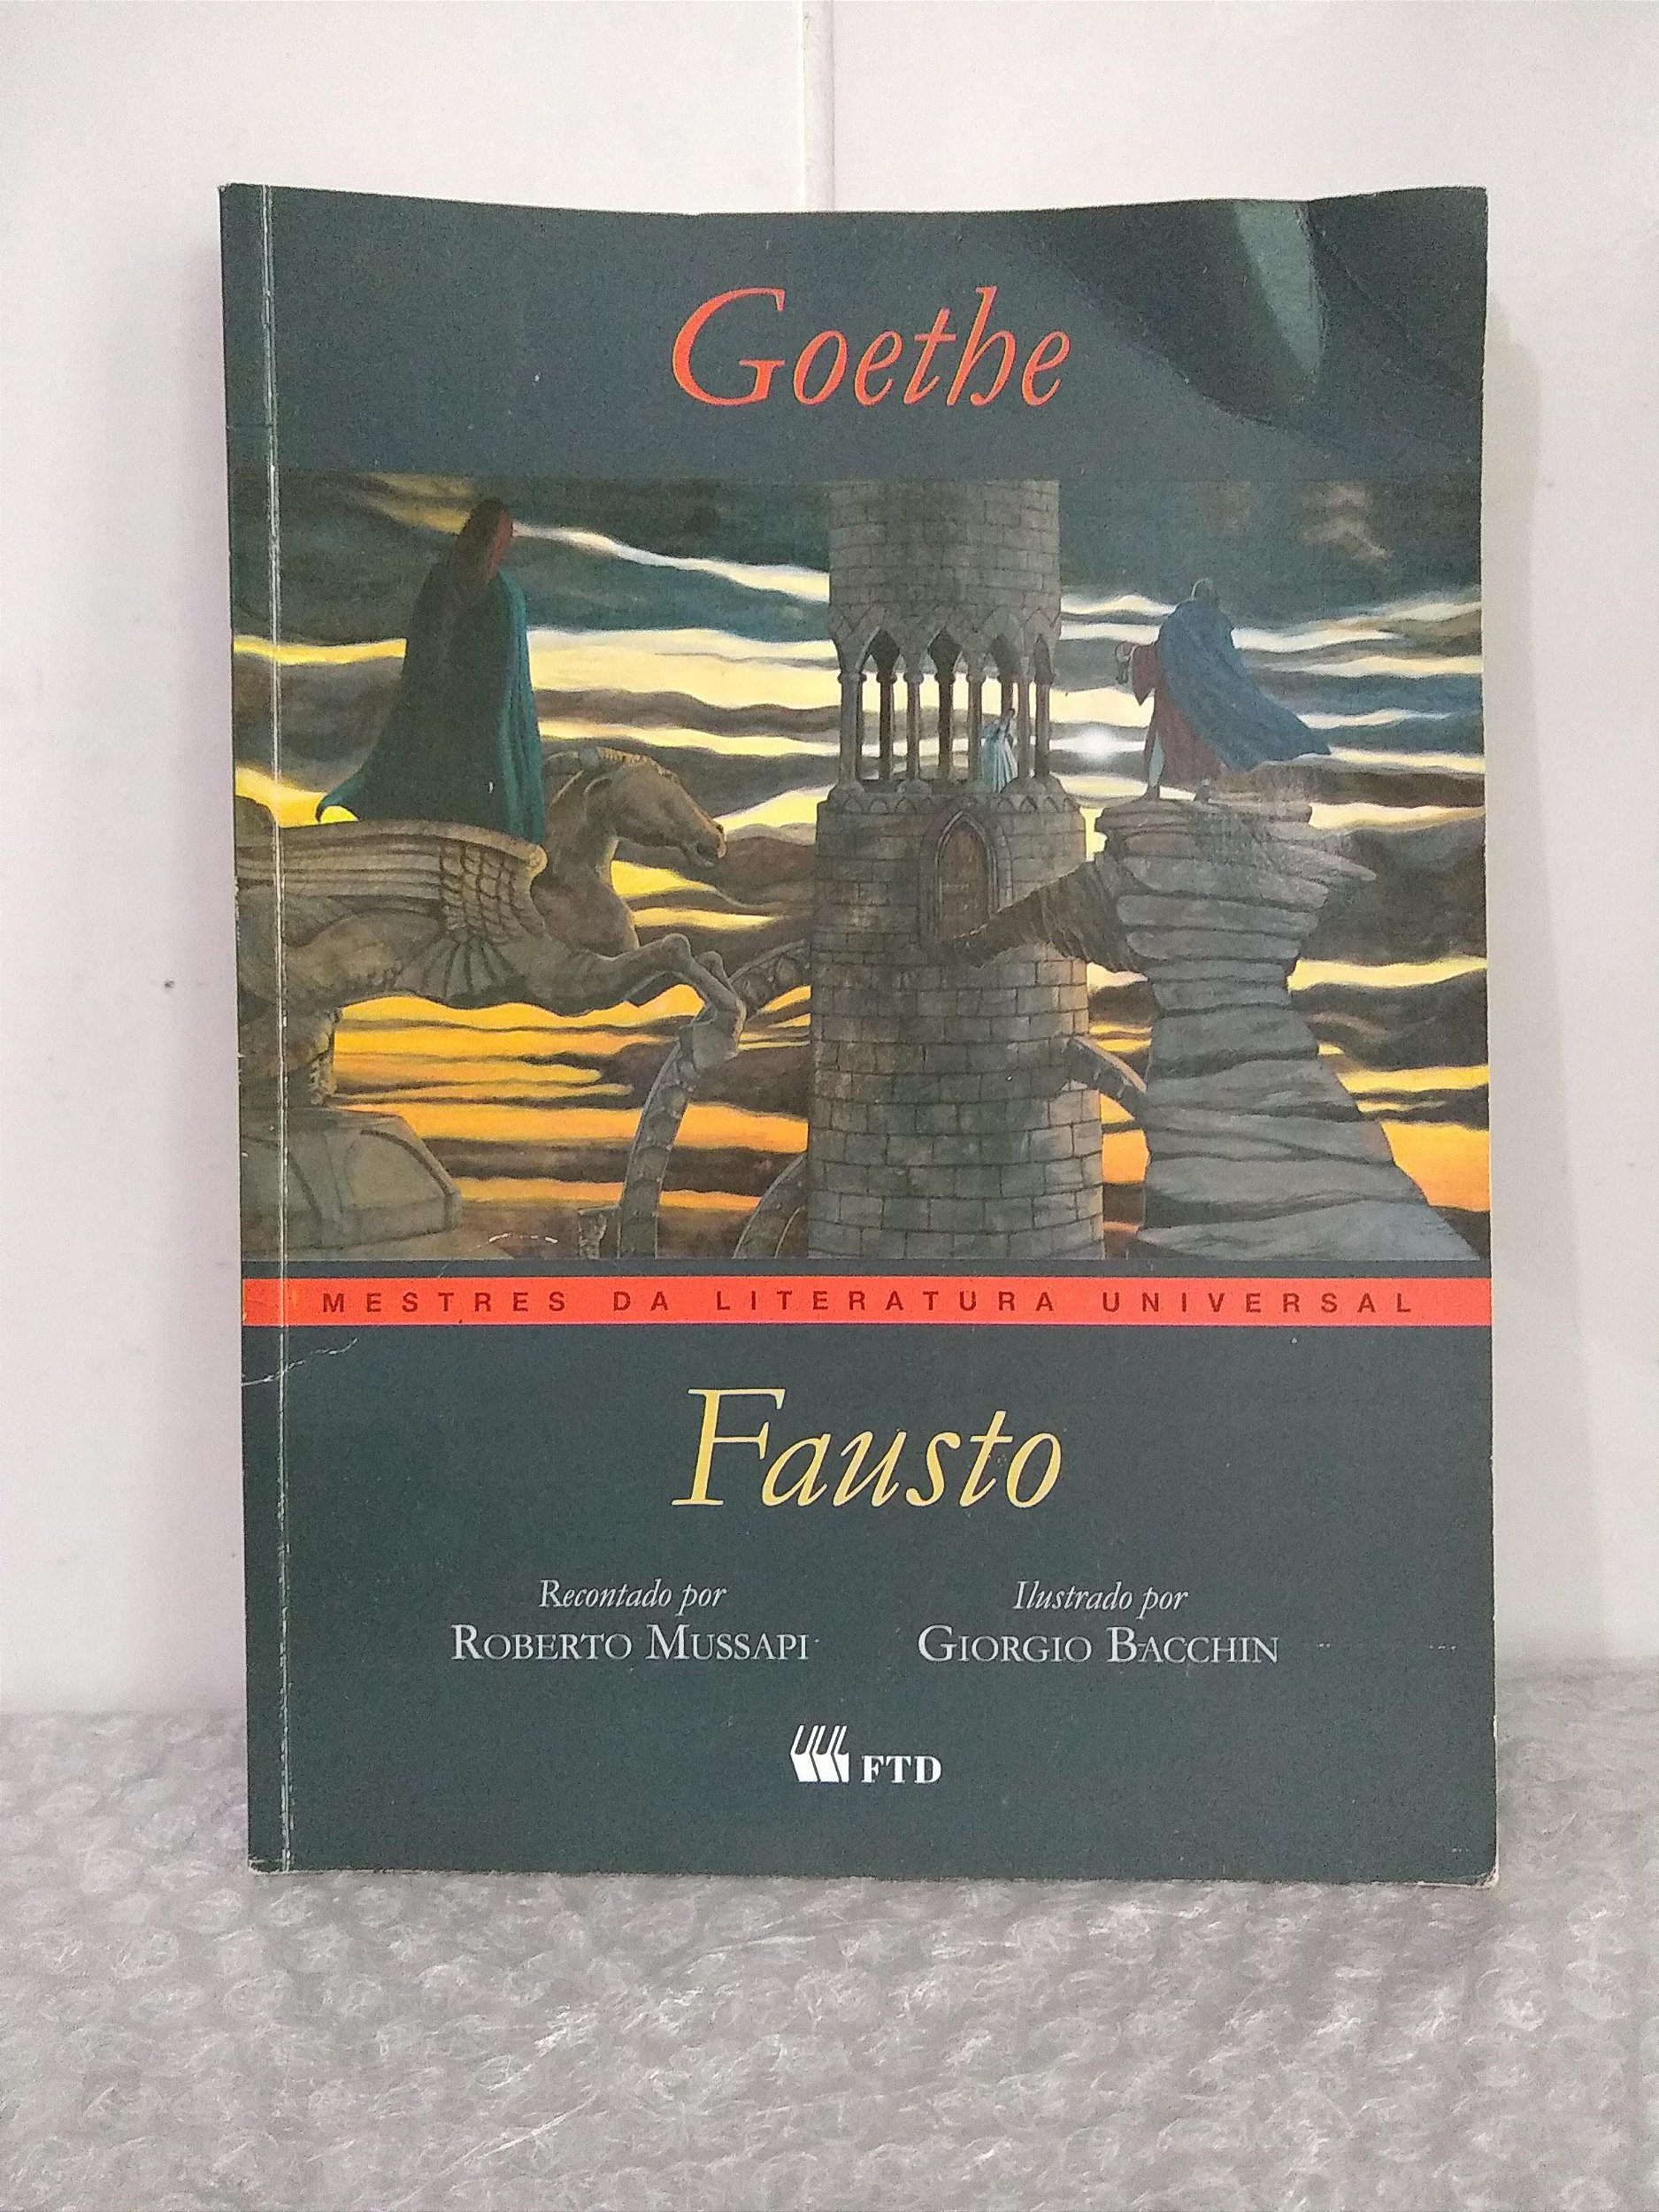 Goethe
MESTRES DA LITERATURA UNIVERSAL
Fausto
Recontado por
ROBERTO MUSSAPI
Ilustrado por
GIORGIO BACCHIN
FTD